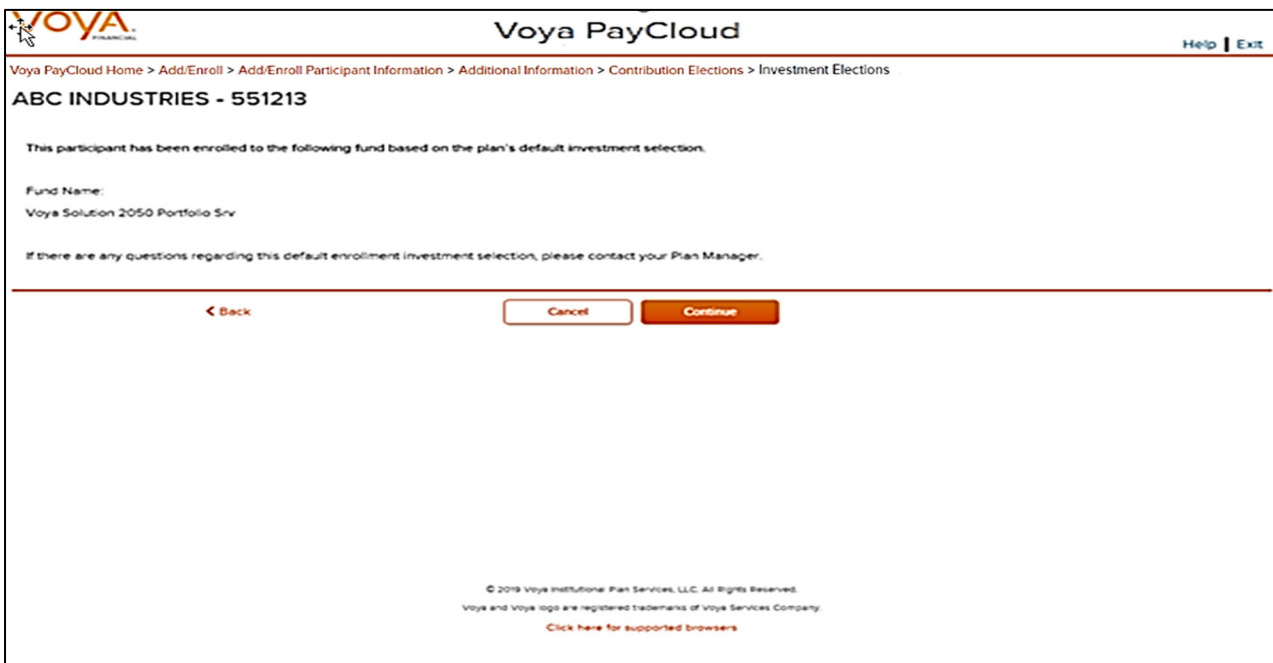 VOYA.
FINANCIAL
Voya PayCloud
Help | Exit
Voya PayCloud Home > Add/Enroll > Add/Enroll Participant Information > Additional Information > Contribution Elections > Investment Elections
ABC INDUSTRIES - 551213
This participant has been enrolled to the following fund based on the plan's default investment selection.
Fund Name:
Voya Solution 2050 Portfolio Srv
If there are any questions regarding this default enrollment investment selection, please contact your Plan Manager.
< Back
Cancel
Continue
© 2019 Voya Institutional Plan Services, LLC. All Rights Reserved.
Voya and Voya logo are registered trademarks of Voya Services Company.
Click here for supported browsers